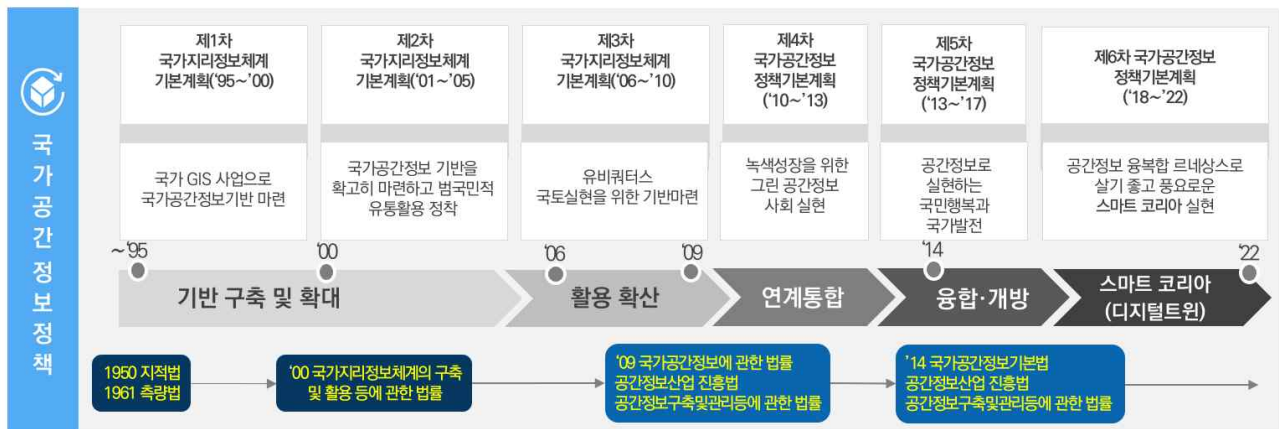 국가공간정보정책
제1차
국가지리정보체계
기본계획(‘95~’00)
제2차
국가지리정보체계
기본계획(‘01~’05)
제3차
국가지리정보체계
기본계획(‘06~’10)
제4차
국가공간정보
정책기본계획
(‘10~’13)
제5차
국가공간정보
정책기본계획
(‘13~’17)
제6차 국가공간정보
정책기본계획
(‘18~’22)
국가 GIS 사업으로
국가공간정보기반 마련
국가공간정보 기반을
확고히 마련하고 범국민적
유통활용 정착
유비쿼터스
국토실현을 위한 기반마련
녹색성장을 위한
그린 공간정보
사회 실현
공간정보로
실현하는
국민행복과
국가발전
공간정보 융복합 르네상스로
살기 좋고 풍요로운
스마트 코리아 실현
~‘95
‘00
‘06
‘09
‘14
‘22
기반 구축 및 확대
활용 확산
연계통합
융합·개방
스마트 코리아
(디지털트윈)
1950 지적법
1961 측량법
‘00 국가지리정보체계의 구축
및 활용 등에 관한 법률
‘09 국가공간정보에 관한 법률
공간정보산업 진흥법
공간정보구축및관리등에 관한 법률
’14 국가공간정보기본법
공간정보산업 진흥법
공간정보구축및관리등에 관한 법률